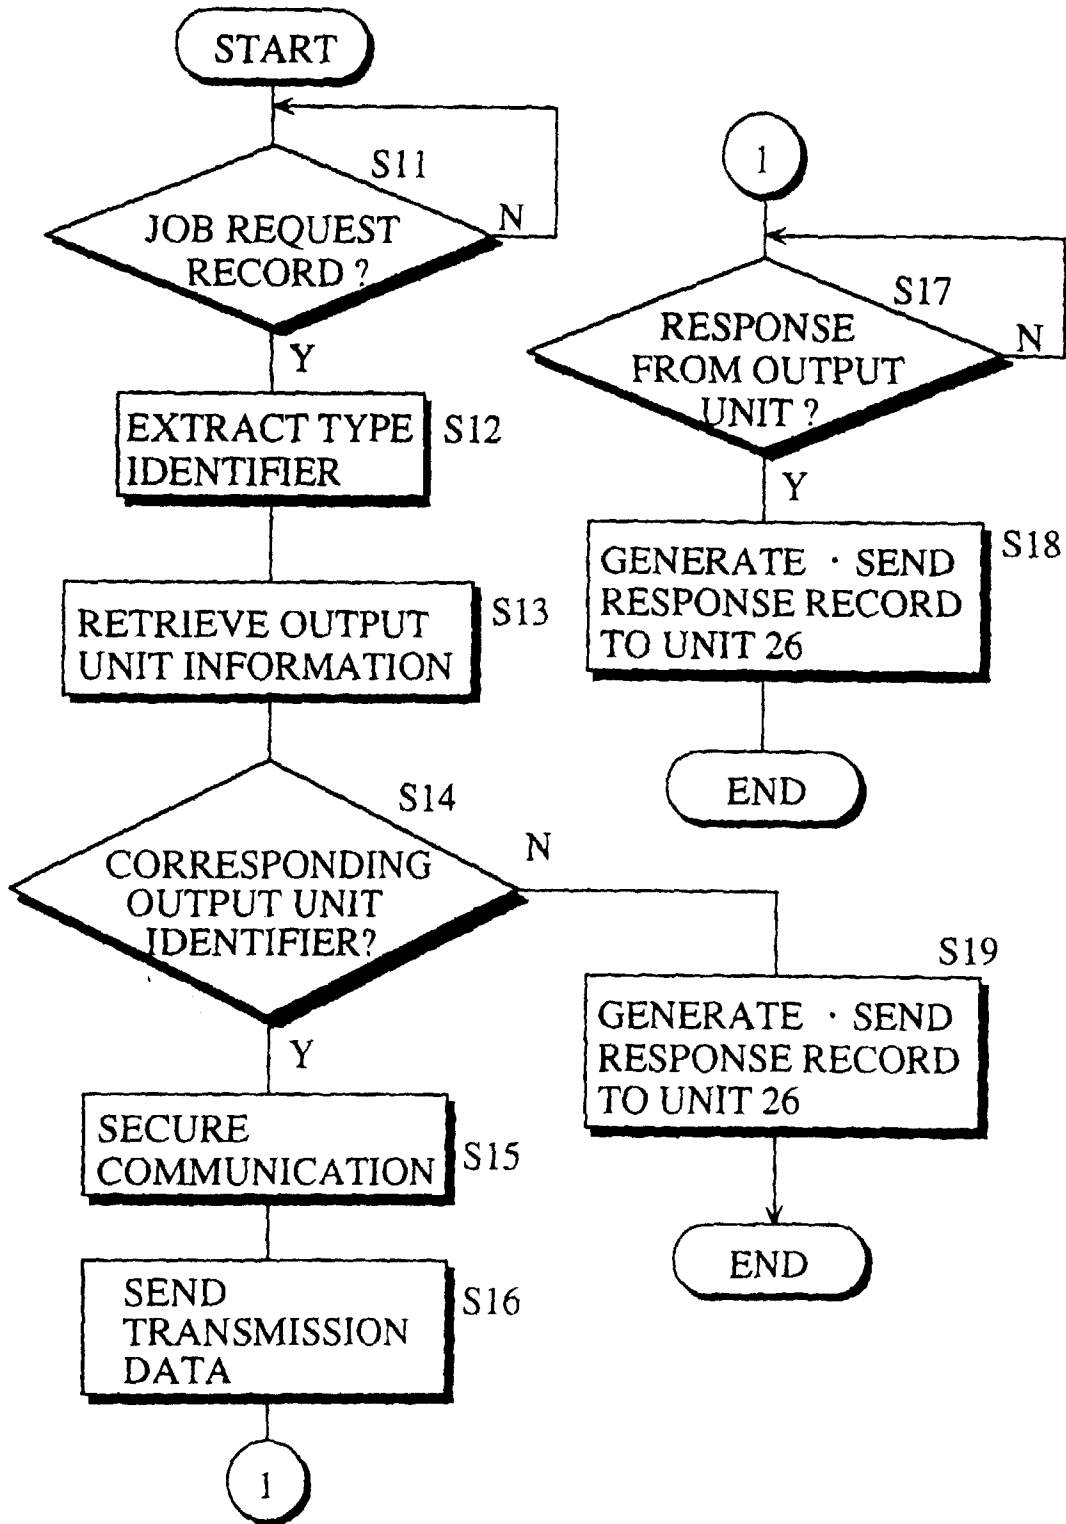 START
S11
JOB REQUEST
RECORD ?
N
Y
EXTRACT TYPE
IDENTIFIER
S12
RETRIEVE OUTPUT
UNIT INFORMATION
S13
S14
CORRESPONDING
OUTPUT UNIT
IDENTIFIER?
N
Y
SECURE
COMMUNICATION
S15
SEND
TRANSMISSION
DATA
S16
1
1
S17
RESPONSE
FROM OUTPUT
UNIT ?
N
Y
GENERATE · SEND
RESPONSE RECORD
TO UNIT 26
S18
END
S19
GENERATE · SEND
RESPONSE RECORD
TO UNIT 26
END